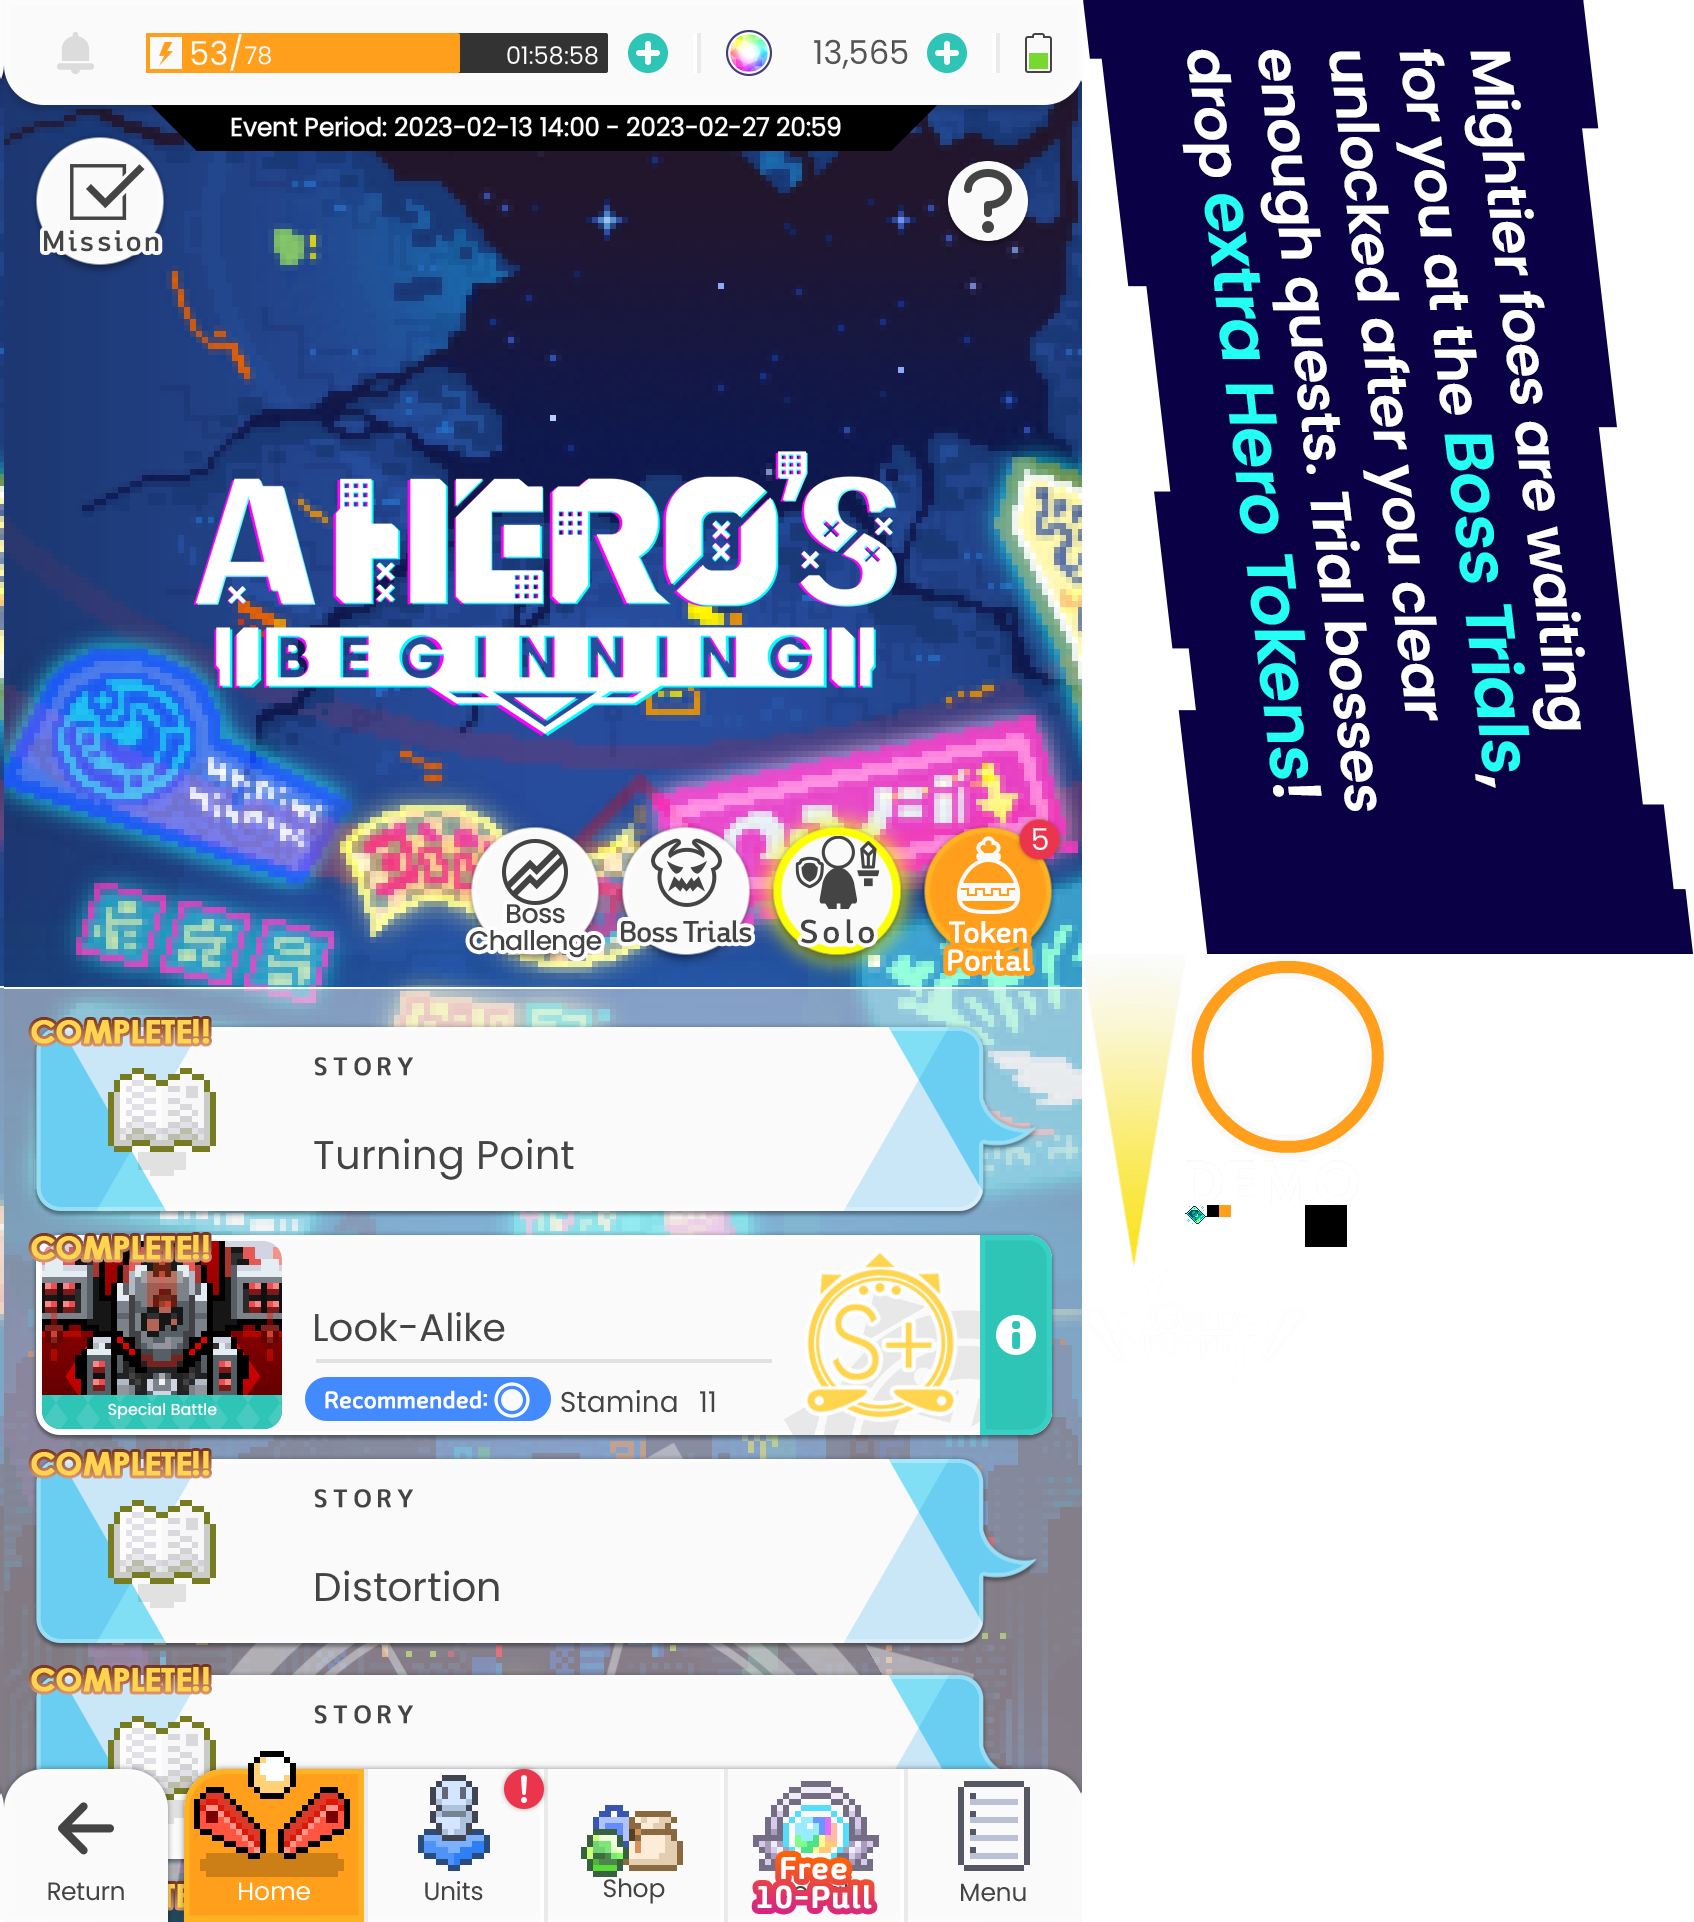 53/78
01:58:58
13,565
Event Period: 2023-02-13 14:00 - 2023-02-27 20:59
Mission
A HERO'S
BEGINNING
Boss
Challenge
Boss Trials
Solo
5
Token
Portal
COMPLETE!!
STORY
Turning Point
COMPLETE!!
Look-Alike
Recommended:
Stamina 11
S+
Special Battle
COMPLETE!!
STORY
Distortion
COMPLETE!!
STORY
Return
Home
Units
!
Shop
Free
10-Pull
Menu
Mightier foes are waiting
for you at the Boss Trials,
unlocked after you clear
enough quests. Trial bosses
drop extra Hero Tokens!